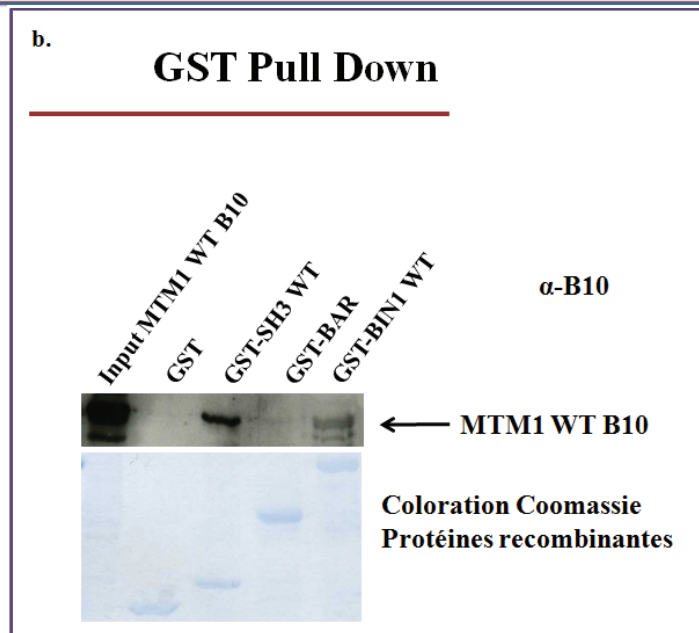 b.
GST Pull Down
Input MTM1 WT B10
GST
GST-SH3 WT
GST-BAR
GST-BIN1 WT
α-B10
MTM1 WT B10
Coloration Coomassie
Protéines recombinantes